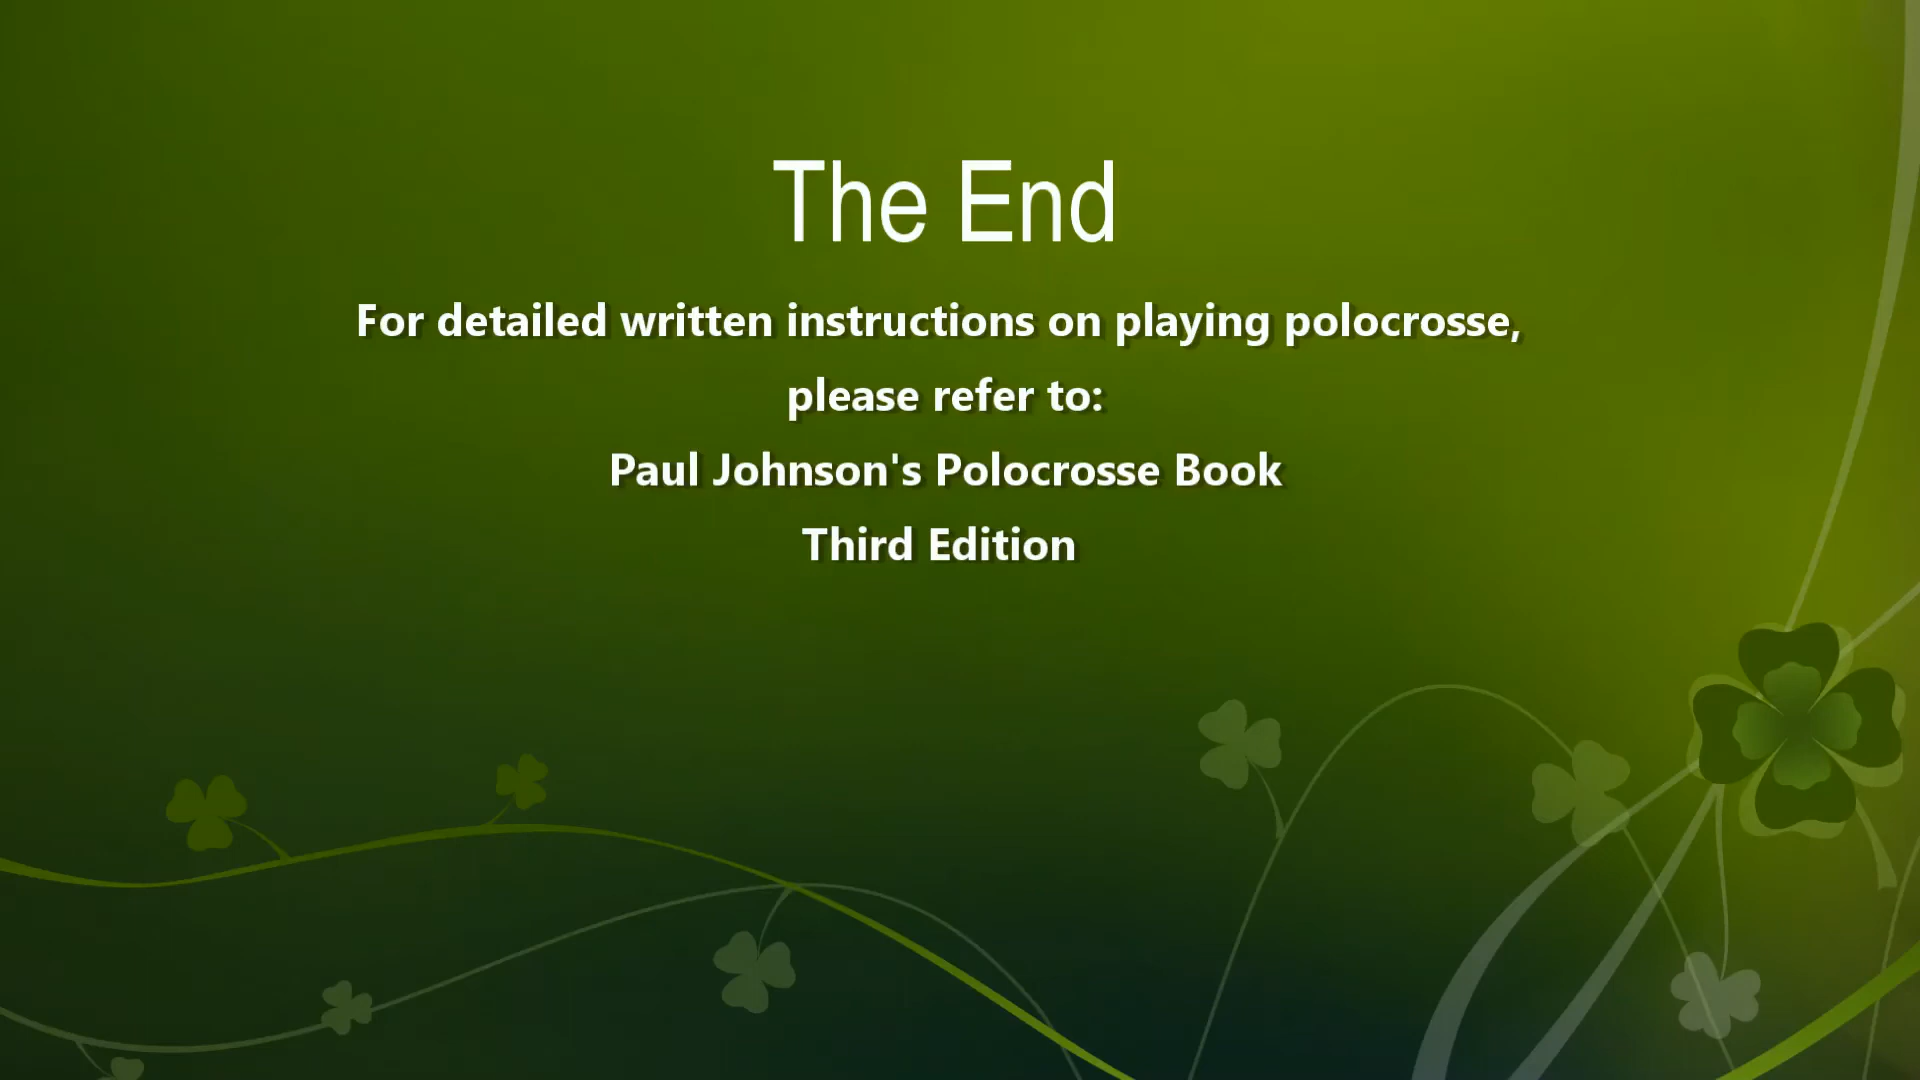 The End
For detailed written instructions on playing polocrosse,
please refer to:
Paul Johnson's Polocrosse Book
Third Edition